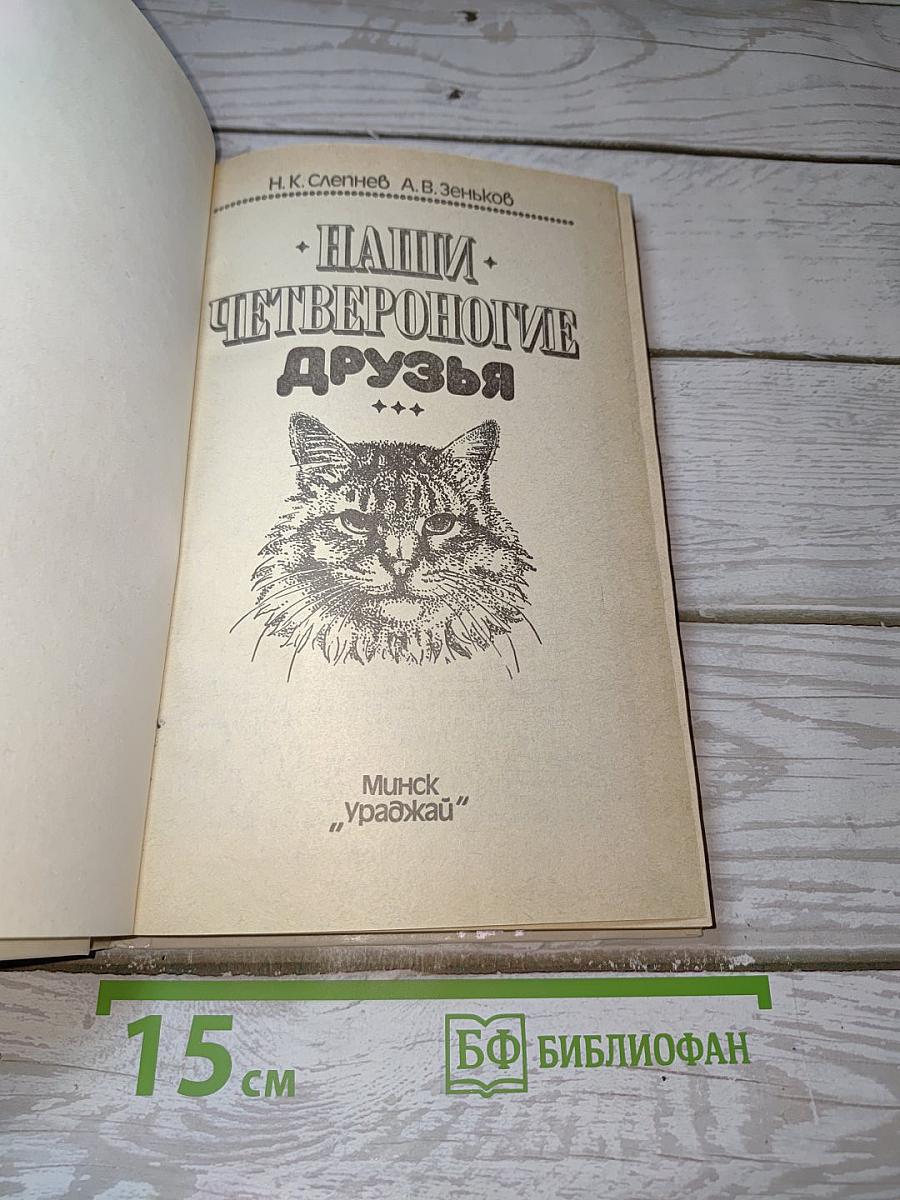 Н. К. Слепнев А. В. Зеньков
НАШИ
ЧЕТВЕРОНОГИЕ
ДРУЗЬЯ
Минск
„Ураджай“
15 см
БФ БИБЛИОФАН